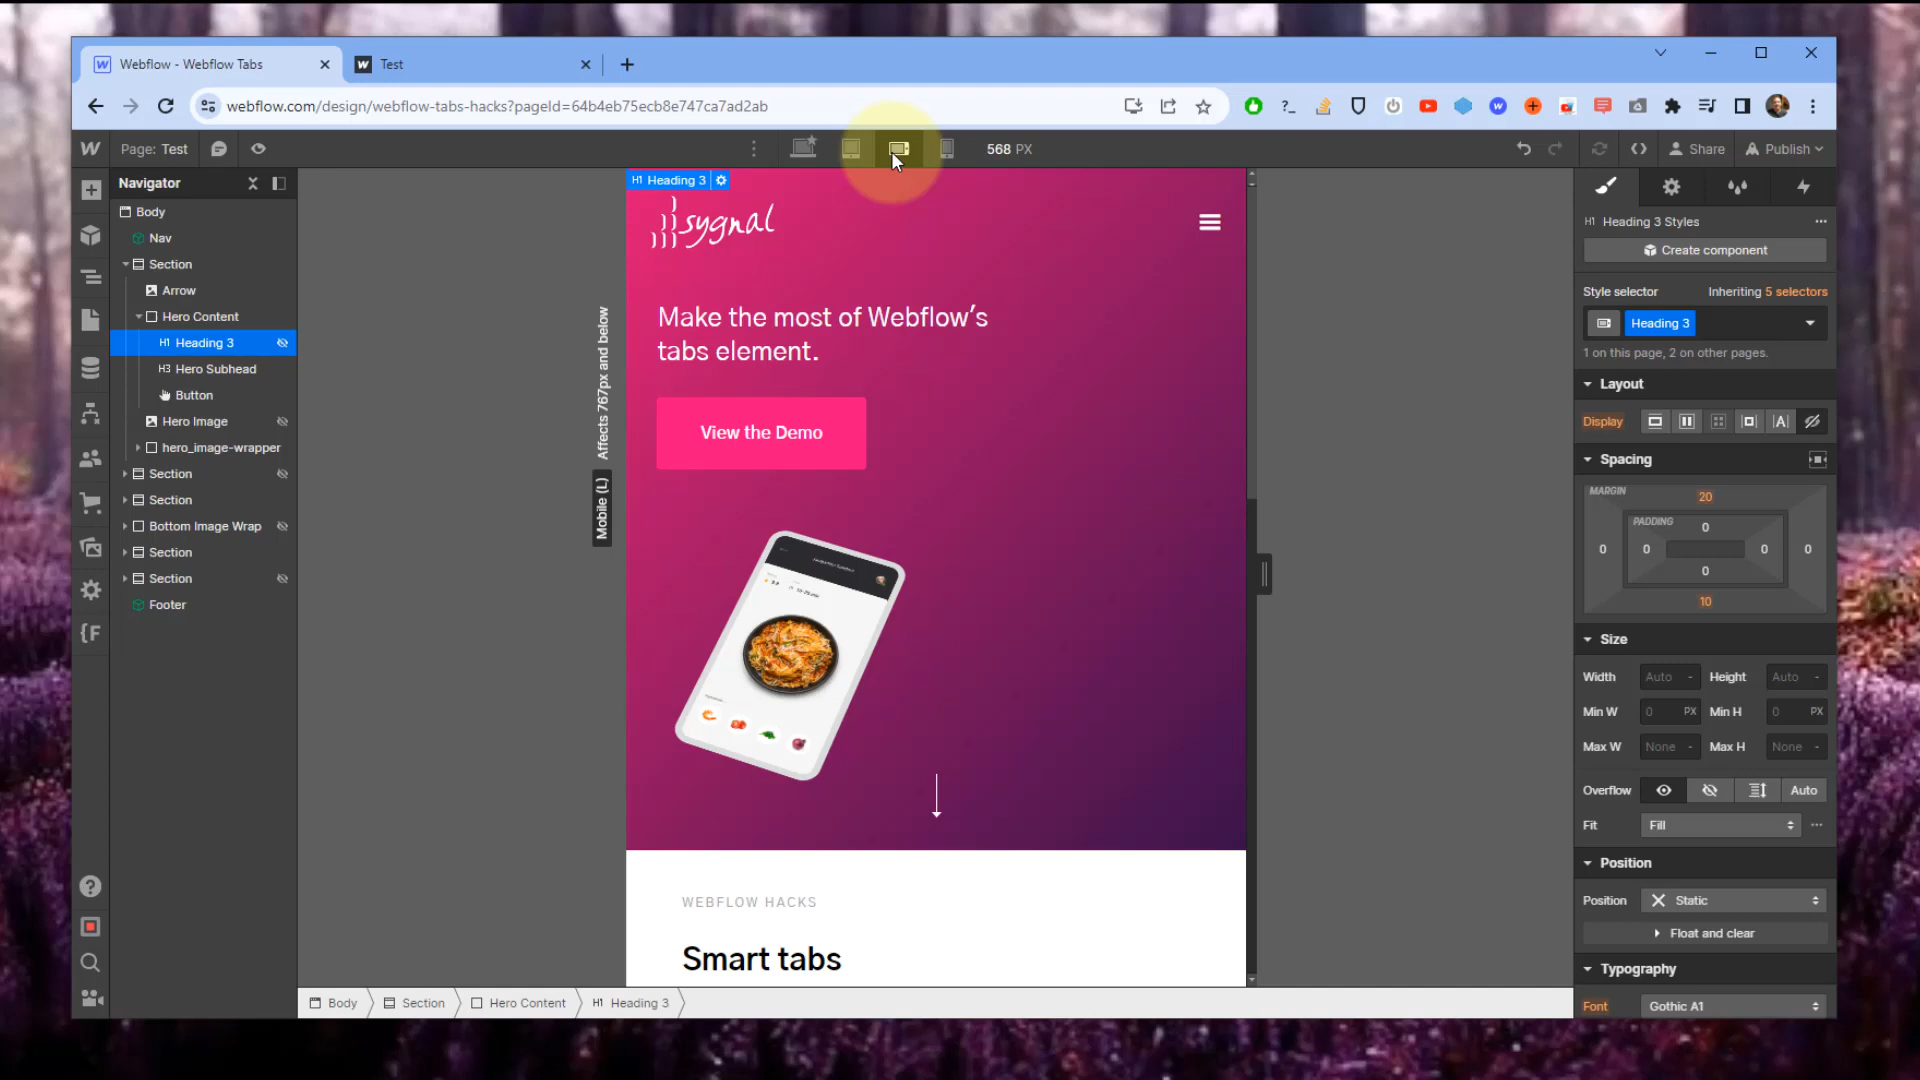 Webflow - Webflow Tabs
Test
webflow.com/design/webflow-tabs-hacks?pageId=64b4eb75ecb8e747ca7ad2ab
Page: Test
568 PX
Share
Publish
Navigator
Body
Nav
Section
Arrow
Hero Content
H1 Heading 3
H3 Hero Subhead
Button
Hero Image
hero_image-wrapper
Section
Section
Bottom Image Wrap
Section
Section
Footer
Affects 767px and below
Mobile (L)
H1 Heading 3
sygnal
Make the most of Webflow's
tabs element.
View the Demo
WEBFLOW HACKS
Smart tabs
Body
Section
Hero Content
H1 Heading 3
H1 Heading 3 Styles
Create component
Style selector
Inheriting 5 selectors
Heading 3
1 on this page, 2 on other pages.
Layout
Display
Spacing
MARGIN
20
PADDING
0
0 0 0 0
0
10
Size
Width Auto - Height Auto -
Min W 0 PX Min H 0 PX
Max W None - Max H None -
Overflow Auto
Fit Fill
Position
Position Static
Float and clear
Typography
Font Gothic A1